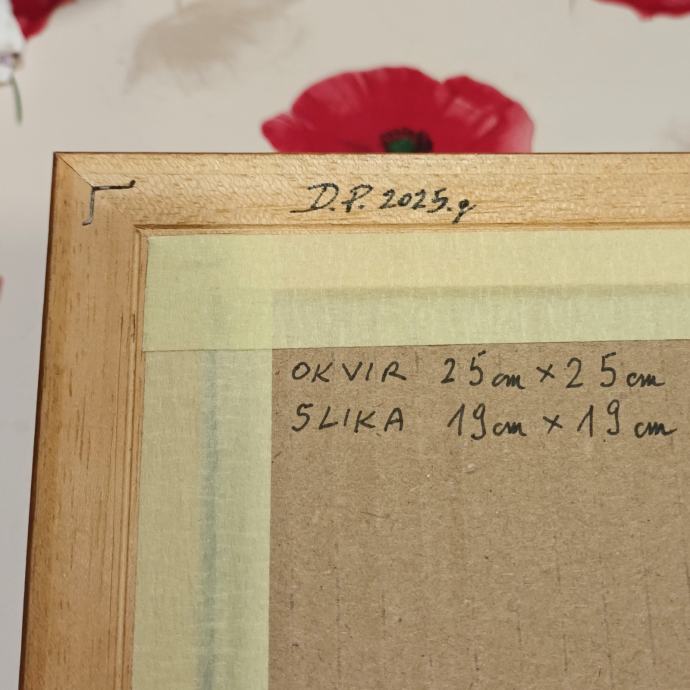 D.P. 2025.g
OKVIR 25cm × 25cm
SLIKA 19cm × 19cm